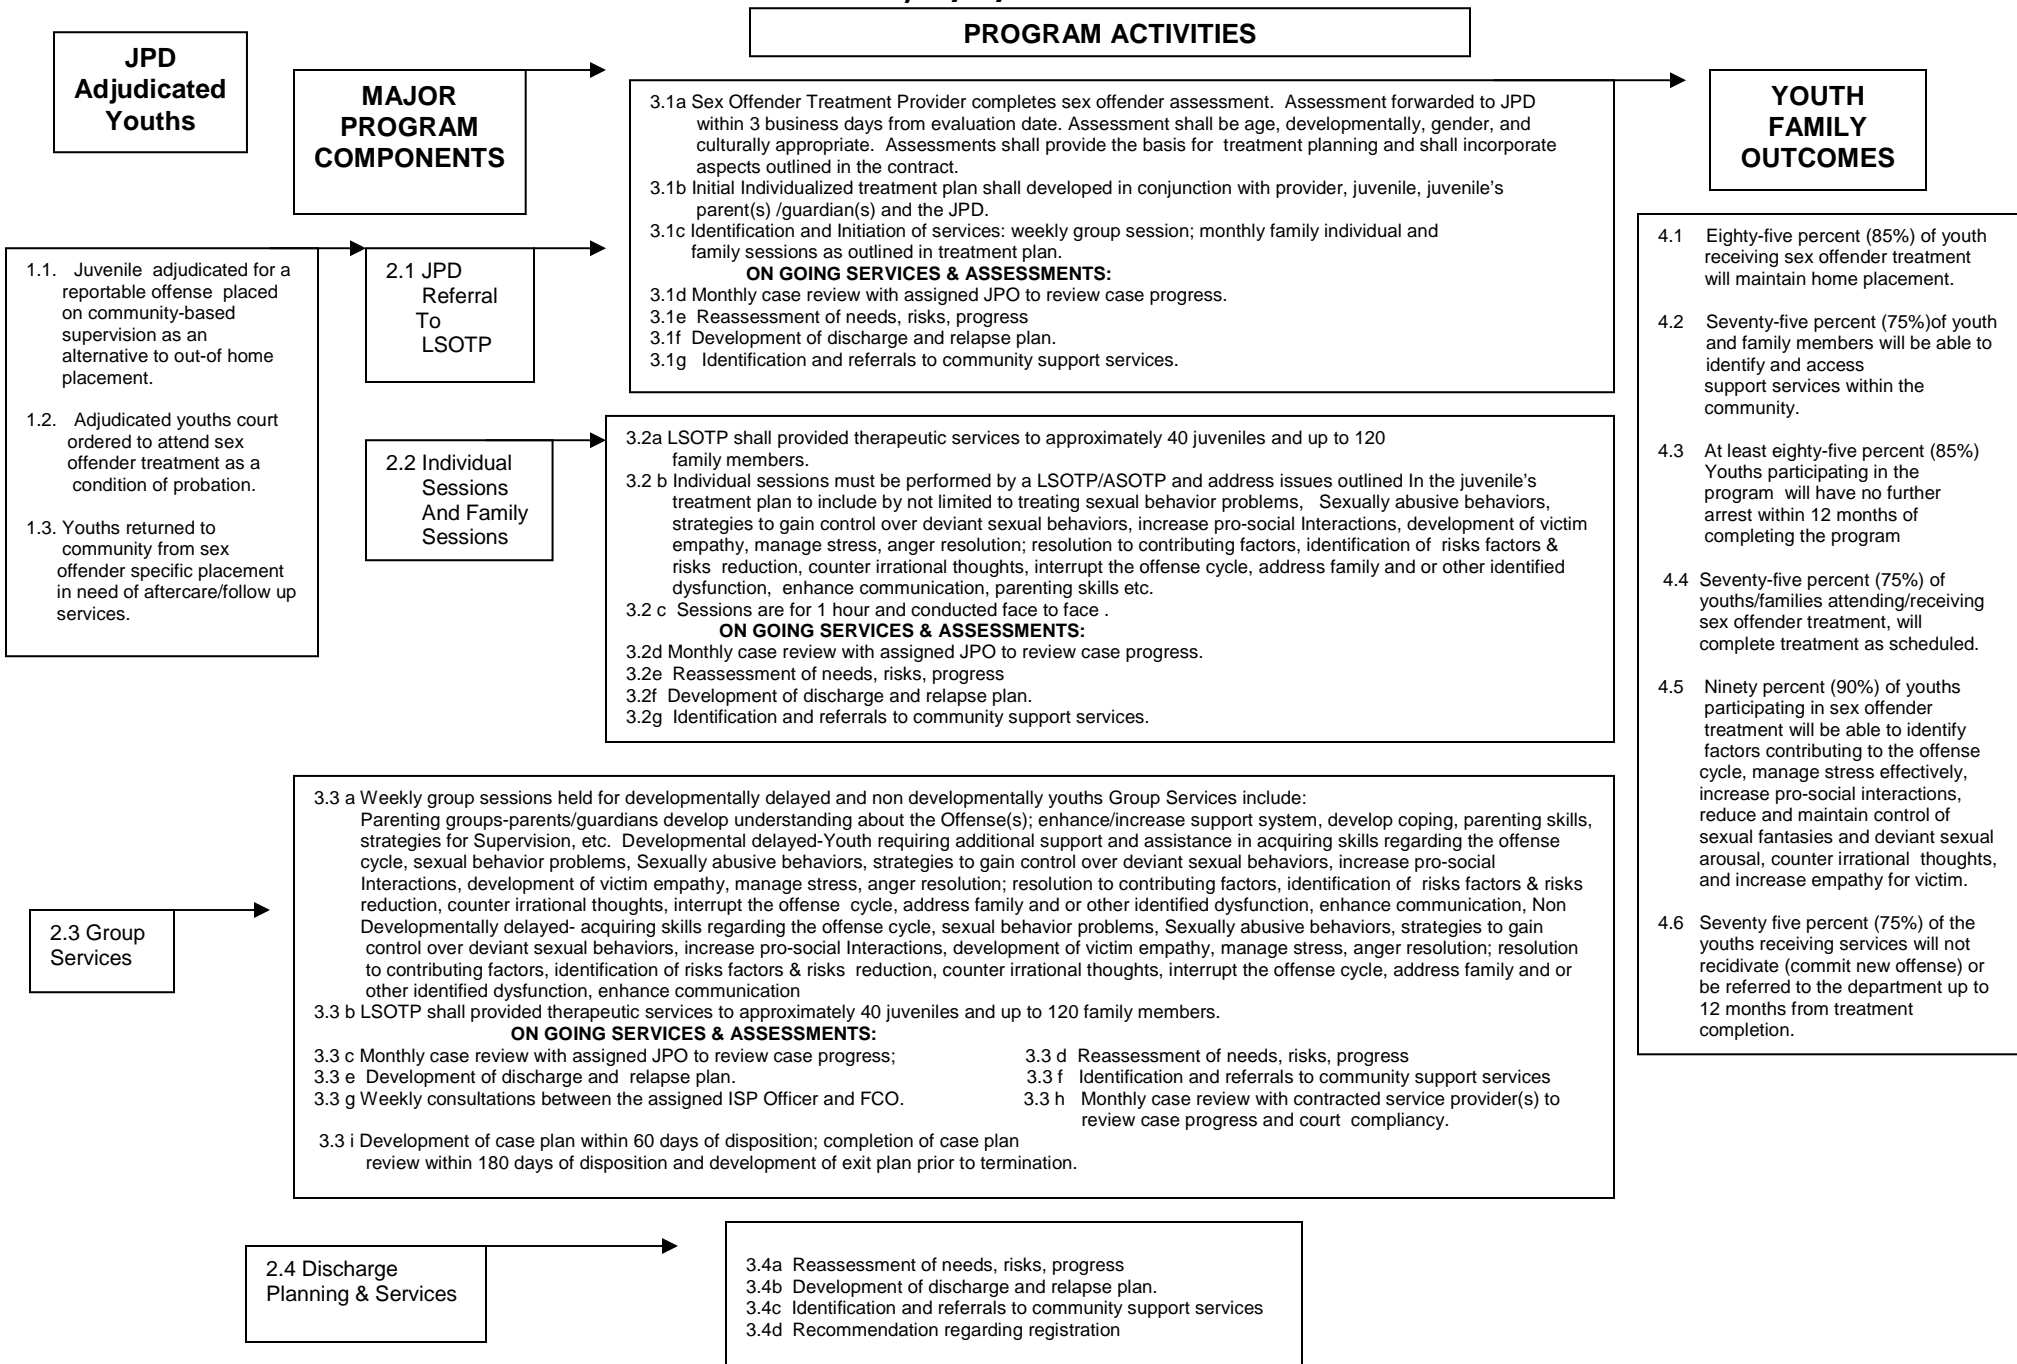 PROGRAM ACTIVITIES
JPD
Adjudicated
Youths
MAJOR
PROGRAM
COMPONENTS
YOUTH
FAMILY
OUTCOMES
1.1. Juvenile adjudicated for a
reportable offense placed
on community-based
supervision as an
alternative to out-of home
placement.
1.2. Adjudicated youths court
ordered to attend sex
offender treatment as a
condition of probation.
1.3. Youths returned to
community from sex
offender specific placement
in need of aftercare/follow up
services.
2.1 JPD
Referral
To
LSOTP
3.1a Sex Offender Treatment Provider completes sex offender assessment. Assessment forwarded to JPD
within 3 business days from evaluation date. Assessment shall be age, developmentally, gender, and
culturally appropriate. Assessments shall provide the basis for treatment planning and shall incorporate
aspects outlined in the contract.
3.1b Initial Individualized treatment plan shall developed in conjunction with provider, juvenile, juvenile's
parent(s) /guardian(s) and the JPD.
3.1c Identification and Initiation of services: weekly group session; monthly family individual and
family sessions as outlined in treatment plan.
ON GOING SERVICES & ASSESSMENTS:
3.1d Monthly case review with assigned JPO to review case progress.
3.1e Reassessment of needs, risks, progress
3.1f Development of discharge and relapse plan.
3.1g Identification and referrals to community support services.
2.2 Individual
Sessions
And Family
Sessions
3.2a LSOTP shall provided therapeutic services to approximately 40 juveniles and up to 120
family members.
3.2 b Individual sessions must be performed by a LSOTP/ASOTP and address issues outlined In the juvenile's
treatment plan to include by not limited to treating sexual behavior problems, Sexually abusive behaviors,
strategies to gain control over deviant sexual behaviors, increase pro-social Interactions, development of victim
empathy, manage stress, anger resolution; resolution to contributing factors, identification of risks factors &
risks reduction, counter irrational thoughts, interrupt the offense cycle, address family and or other identified
dysfunction, enhance communication, parenting skills etc.
3.2 c Sessions are for 1 hour and conducted face to face .
ON GOING SERVICES & ASSESSMENTS:
3.2d Monthly case review with assigned JPO to review case progress.
3.2e Reassessment of needs, risks, progress
3.2f Development of discharge and relapse plan.
3.2g Identification and referrals to community support services.
4.1 Eighty-five percent (85%) of youth
receiving sex offender treatment
will maintain home placement.
4.2 Seventy-five percent (75%)of youth
and family members will be able to
identify and access
support services within the
community.
4.3 At least eighty-five percent (85%)
Youths participating in the
program will have no further
arrest within 12 months of
completing the program
4.4 Seventy-five percent (75%) of
youths/families attending/receiving
sex offender treatment, will
complete treatment as scheduled.
4.5 Ninety percent (90%) of youths
participating in sex offender
treatment will be able to identify
factors contributing to the offense
cycle, manage stress effectively,
increase pro-social interactions,
reduce and maintain control of
sexual fantasies and deviant sexual
arousal, counter irrational thoughts,
and increase empathy for victim.
4.6 Seventy five percent (75%) of the
youths receiving services will not
recidivate (commit new offense) or
be referred to the department up to
12 months from treatment
completion.
2.3 Group
Services
3.3 a Weekly group sessions held for developmentally delayed and non developmentally youths Group Services include:
Parenting groups-parents/guardians develop understanding about the Offense(s); enhance/increase support system, develop coping, parenting skills,
strategies for Supervision, etc. Developmental delayed-Youth requiring additional support and assistance in acquiring skills regarding the offense
cycle, sexual behavior problems, Sexually abusive behaviors, strategies to gain control over deviant sexual behaviors, increase pro-social
Interactions, development of victim empathy, manage stress, anger resolution; resolution to contributing factors, identification of risks factors & risks
reduction, counter irrational thoughts, interrupt the offense cycle, address family and or other identified dysfunction, enhance communication, Non
Developmentally delayed- acquiring skills regarding the offense cycle, sexual behavior problems, Sexually abusive behaviors, strategies to gain
control over deviant sexual behaviors, increase pro-social Interactions, development of victim empathy, manage stress, anger resolution; resolution
to contributing factors, identification of risks factors & risks reduction, counter irrational thoughts, interrupt the offense cycle, address family and or
other identified dysfunction, enhance communication
3.3 b LSOTP shall provided therapeutic services to approximately 40 juveniles and up to 120 family members.
ON GOING SERVICES & ASSESSMENTS:
3.3 c Monthly case review with assigned JPO to review case progress; 3.3 d Reassessment of needs, risks, progress
3.3 e Development of discharge and relapse plan. 3.3 f Identification and referrals to community support services
3.3 g Weekly consultations between the assigned ISP Officer and FCO. 3.3 h Monthly case review with contracted service provider(s) to
review case progress and court compliancy.
3.3 i Development of case plan within 60 days of disposition; completion of case plan
review within 180 days of disposition and development of exit plan prior to termination.
2.4 Discharge
Planning & Services
3.4a Reassessment of needs, risks, progress
3.4b Development of discharge and relapse plan.
3.4c Identification and referrals to community support services
3.4d Recommendation regarding registration